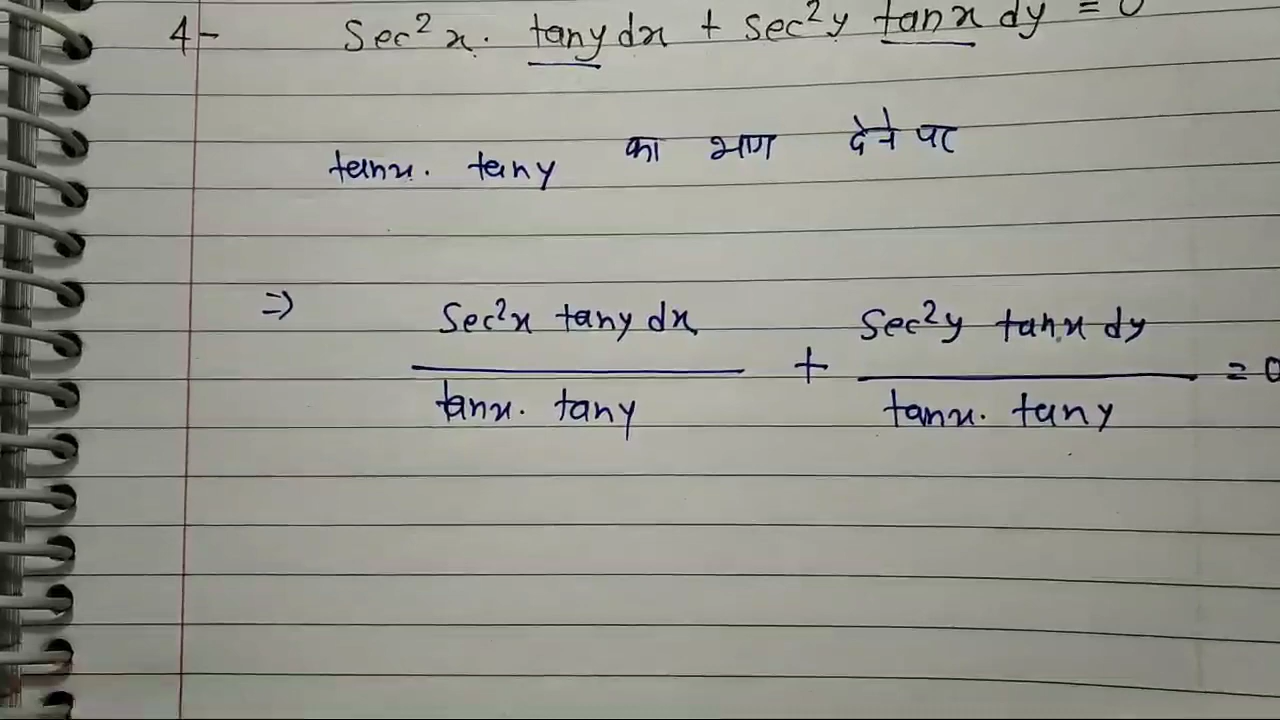 4- Sec²x. tany dx + sec²y tanx dy = 0
tanx. tany का भाग देने पर
⇒ Sec²x tany dx / tanx. tany + Sec²y tanx dy / tanx. tany = 0